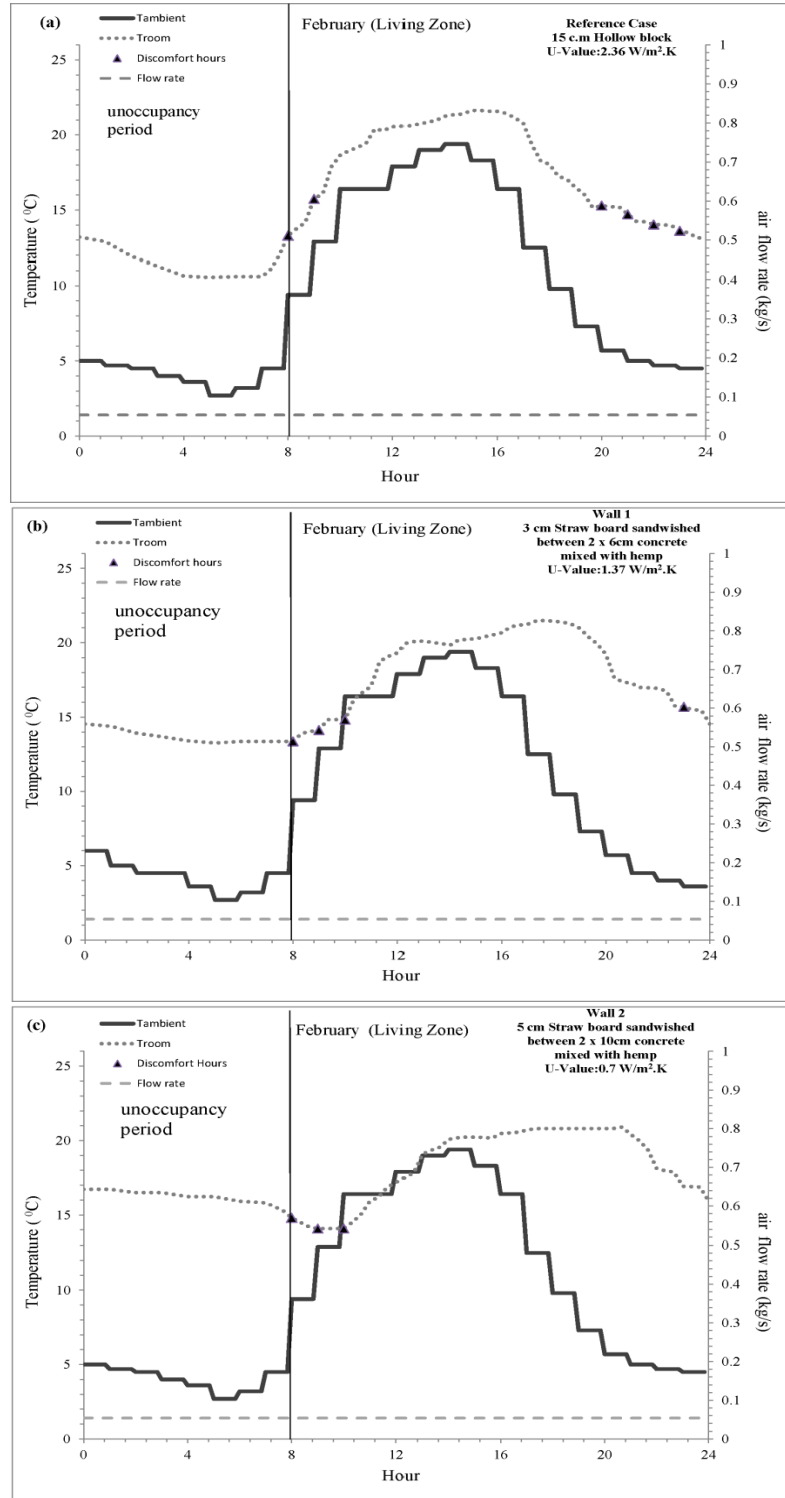 (a)
Tambient
Troom
Discomfort hours
Flow rate
unoccupancy
period
February (Living Zone)
Reference Case
15 c.m Hollow block
U-Value:2.36 W/m².K
Temperature ( ⁰C)
25
20
15
10
5
0
air flow rate (kg/s)
1
0.9
0.8
0.7
0.6
0.5
0.4
0.3
0.2
0.1
0
0 4 8 12 16 20 24
Hour
(b)
Tambient
Troom
Discomfort hours
Flow rate
unoccupancy
period
February (Living Zone)
Wall 1
3 cm Straw board sandwished
between 2 x 6cm concrete
mixed with hemp
U-Value:1.37 W/m².K
Temperature ( ⁰C)
25
20
15
10
5
0
air flow rate (kg/s)
1
0.9
0.8
0.7
0.6
0.5
0.4
0.3
0.2
0.1
0
0 4 8 12 16 20 24
Hour
(c)
Tambient
Troom
Discomfort Hours
Flow rate
unoccupancy
period
February (Living Zone)
Wall 2
5 cm Straw board sandwished
between 2 x 10cm concrete
mixed with hemp
U-Value:0.7 W/m².K
Temperature ( ⁰C)
25
20
15
10
5
0
air flow rate (kg/s)
1
0.9
0.8
0.7
0.6
0.5
0.4
0.3
0.2
0.1
0
0 4 8 12 16 20 24
Hour